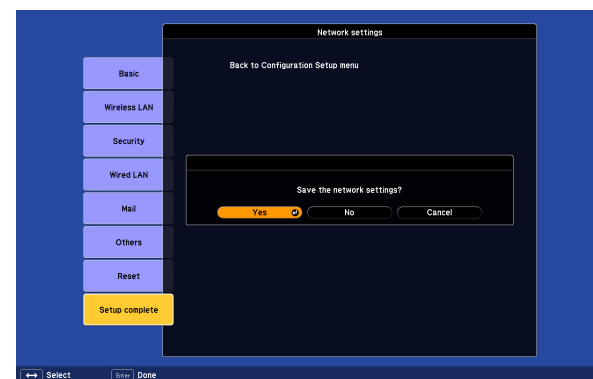 Network settings
Back to Configuration Setup menu
Basic
Wireless LAN
Security
Wired LAN
Mail
Others
Reset
Setup complete
Save the network settings?
Yes No Cancel
Select Enter Done